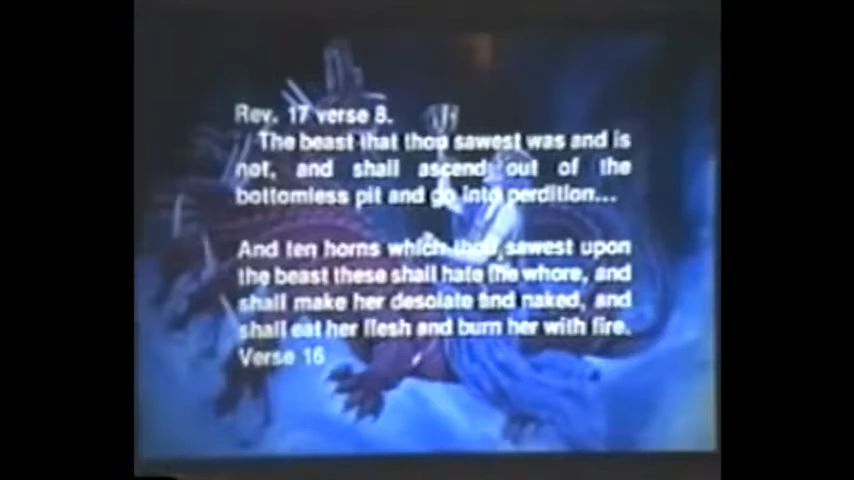 Rev. 17 verse 8.
The beast that thou sawest was and is
not, and shall ascend out of the
bottomless pit and go into perdition...
And ten horns which thou sawest upon
the beast these shall hate the whore, and
shall make her desolate and naked, and
shall eat her flesh and burn her with fire.
Verse 16